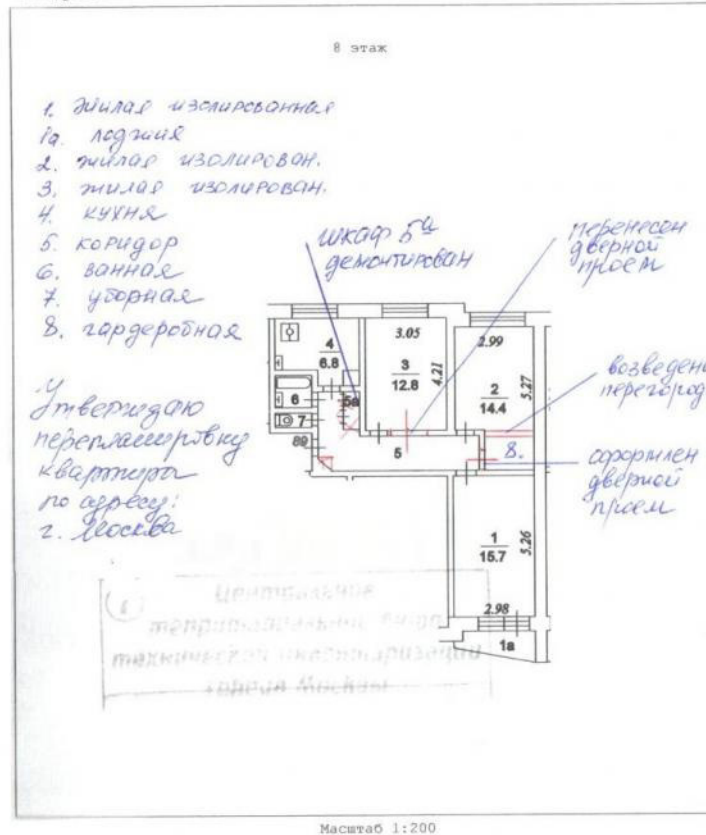 8 этаж
1. Жилая изолированная
1а. лоджия
2. жилая изолирован.
3. жилая изолирован.
4. кухня
5. коридор
6. ванная
7. уборная
8. гардеробная
шкаф 5а
демонтирован
перенесен
дверной
проем
возведена
перегород
оформлен
дверной
проем
Утверждаю
перепланировку
квартиры
по адресу:
г. Москва
4
6.8
3.05
3
12.8
4.21
2.99
2
14.4
5.27
6
5а
7
89
5
8.
1
15.7
5.26
2.98
1а
Центральное
территориальное бюро
технической инвентаризации
города Москвы
Масштаб 1:200